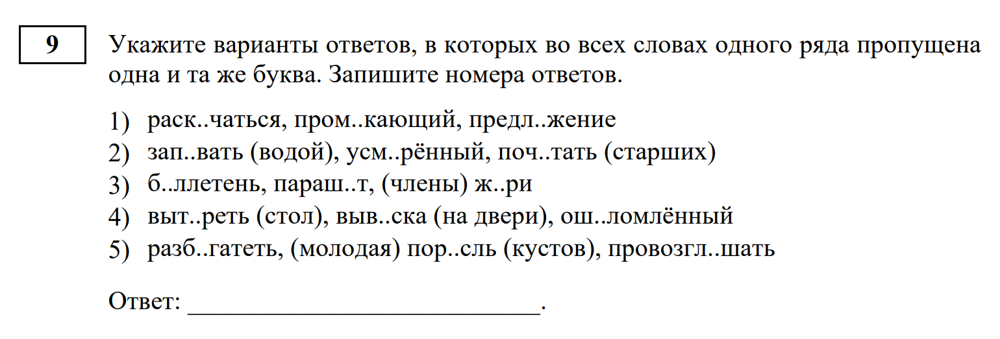 9
Укажите варианты ответов, в которых во всех словах одного ряда пропущена
одна и та же буква. Запишите номера ответов.
1) раск..чаться, пром..кающий, предл..жение
2) зап..вать (водой), усм..рённый, поч..тать (старших)
3) б..ллетень, параш..т, (члены) ж..ри
4) выт..реть (стол), выв..ска (на двери), ош..ломлённый
5) разб..гатеть, (молодая) пор..сль (кустов), провозгл..шать
Ответ: ___________________________.